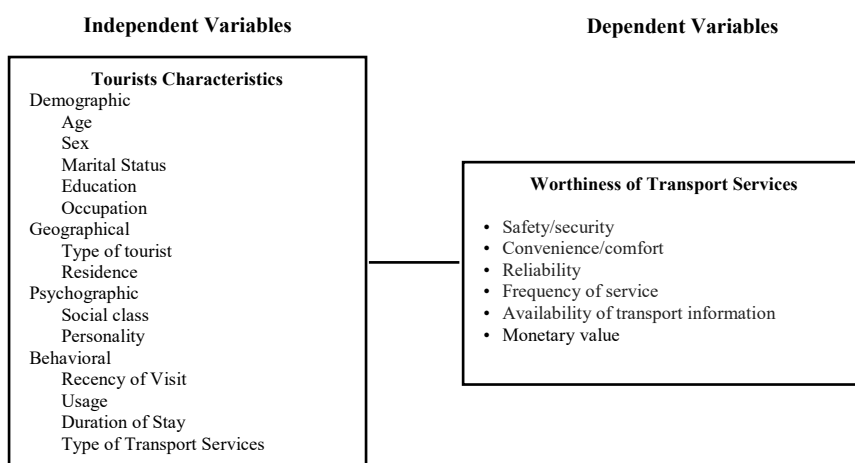 Independent Variables
Dependent Variables
Tourists Characteristics
Demographic
Age
Sex
Marital Status
Education
Occupation
Geographical
Type of tourist
Residence
Psychographic
Social class
Personality
Behavioral
Recency of Visit
Usage
Duration of Stay
Type of Transport Services
Worthiness of Transport Services
• Safety/security
• Convenience/comfort
• Reliability
• Frequency of service
• Availability of transport information
• Monetary value